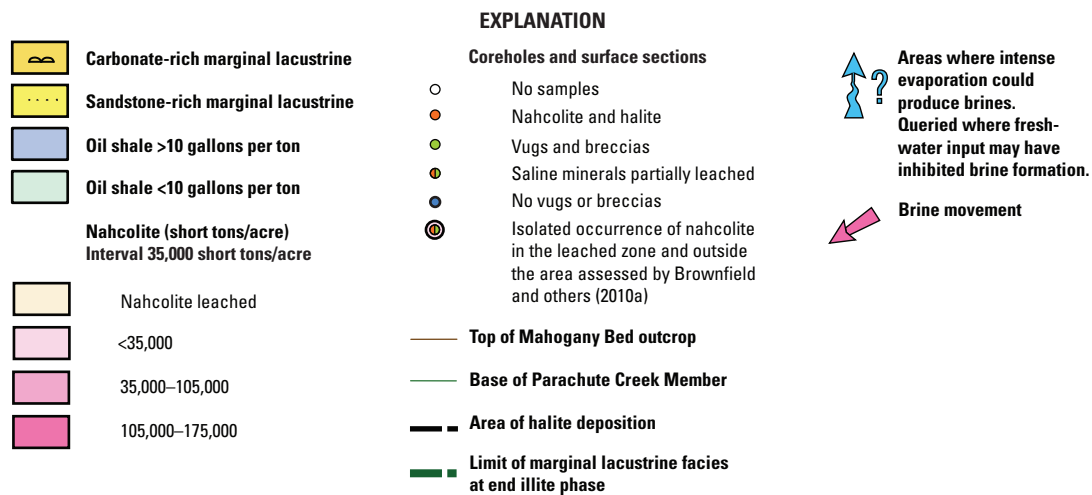 EXPLANATION
Carbonate-rich marginal lacustrine
Sandstone-rich marginal lacustrine
Oil shale >10 gallons per ton
Oil shale <10 gallons per ton
Nahcolite (short tons/acre)
Interval 35,000 short tons/acre
Nahcolite leached
<35,000
35,000–105,000
105,000–175,000
Coreholes and surface sections
No samples
Nahcolite and halite
Vugs and breccias
Saline minerals partially leached
No vugs or breccias
Isolated occurrence of nahcolite
in the leached zone and outside
the area assessed by Brownfield
and others (2010a)
Top of Mahogany Bed outcrop
Base of Parachute Creek Member
Area of halite deposition
Limit of marginal lacustrine facies
at end illite phase
?
Areas where intense
evaporation could
produce brines.
Queried where fresh-
water input may have
inhibited brine formation.
Brine movement